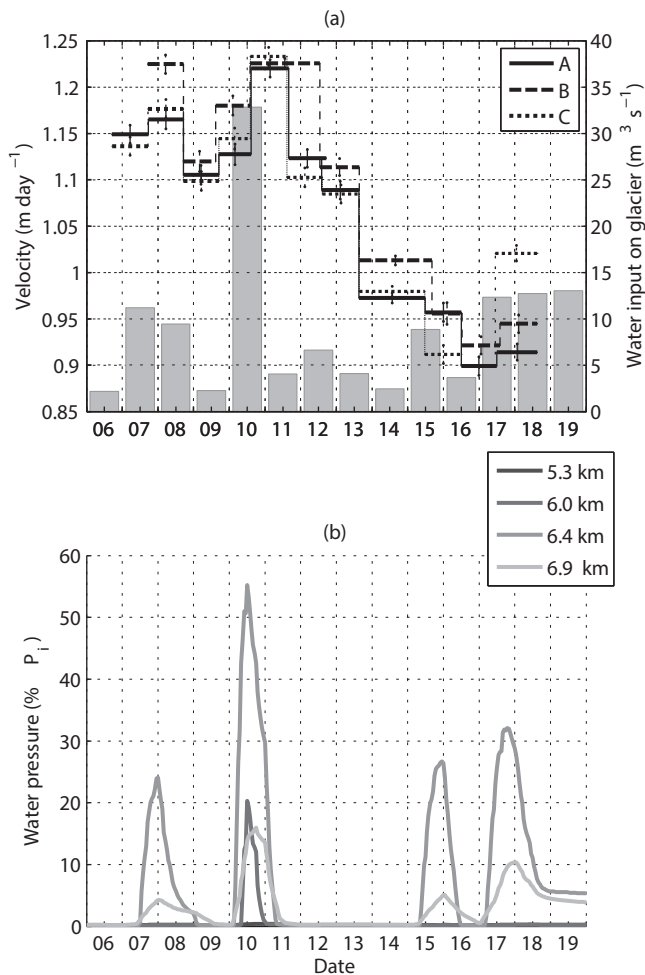 (a)
1.25
1.2
1.15
1.1
1.05
1
0.95
0.9
0.85
Velocity (m day −1)
40
35
30
25
20
15
10
5
0
Water input on glacier (m 3 s−1)
A
B
C
06 07 08 09 10 11 12 13 14 15 16 17 18 19
5.3 km
6.0 km
6.4 km
6.9 km
(b)
60
50
40
30
20
10
0
Water pressure (% Pi)
06 07 08 09 10 11 12 13 14 15 16 17 18 19
Date